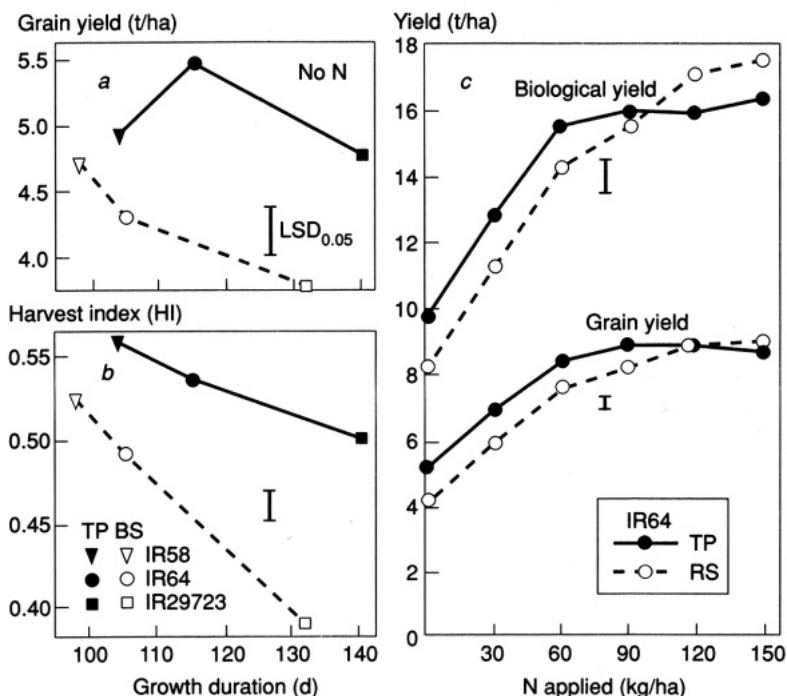 Grain yield (t/ha)
a
No N
5.5
5.0
4.5
4.0
LSD0.05
Harvest index (HI)
b
0.55
0.50
0.45
0.40
TP BS
IR58
IR64
IR29723
100 110 120 130 140
Growth duration (d)
Yield (t/ha)
18
c
Biological yield
16
14
12
10
Grain yield
8
6
4
2
0
IR64
TP
RS
30 60 90 120 150
N applied (kg/ha)